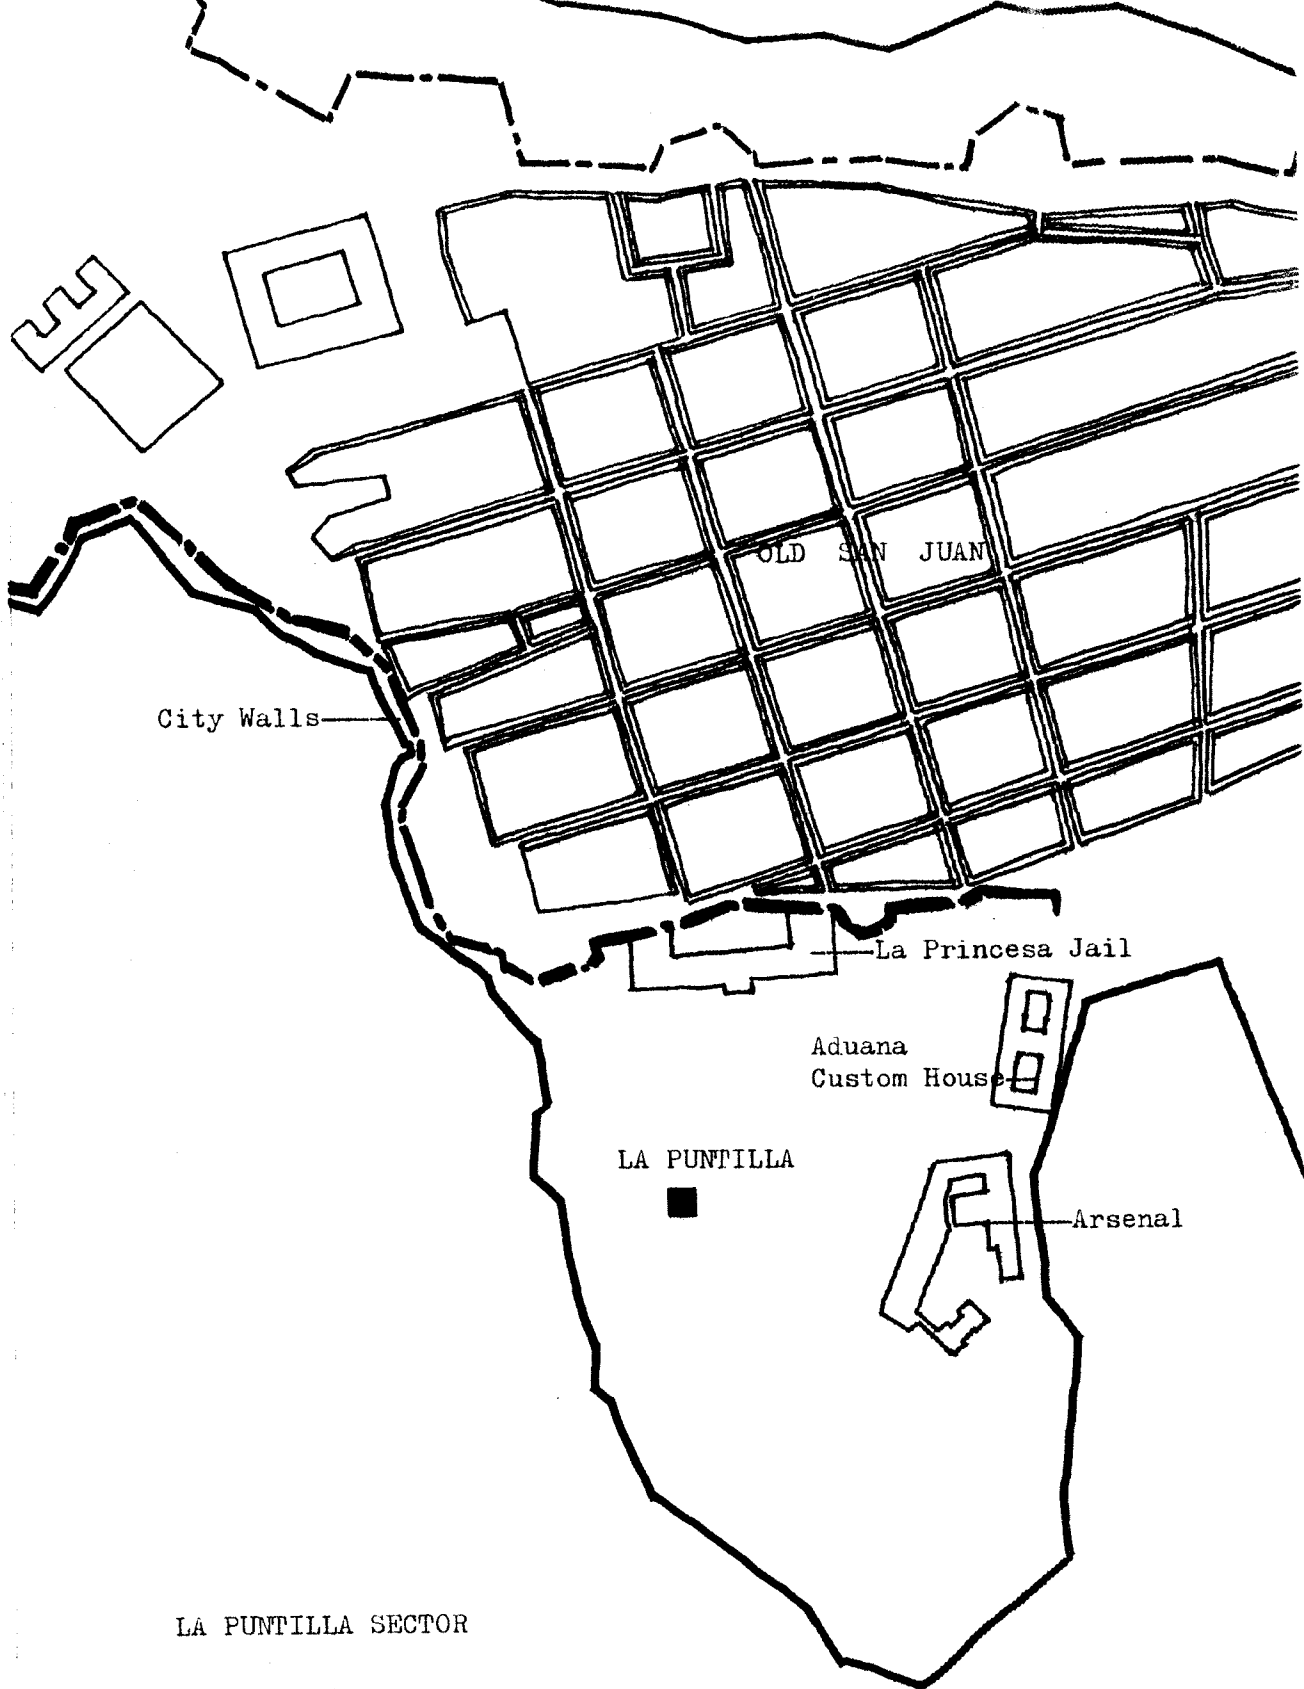 OLD SAN JUAN
City Walls
La Princesa Jail
Aduana
Custom House
LA PUNTILLA
Arsenal
LA PUNTILLA SECTOR